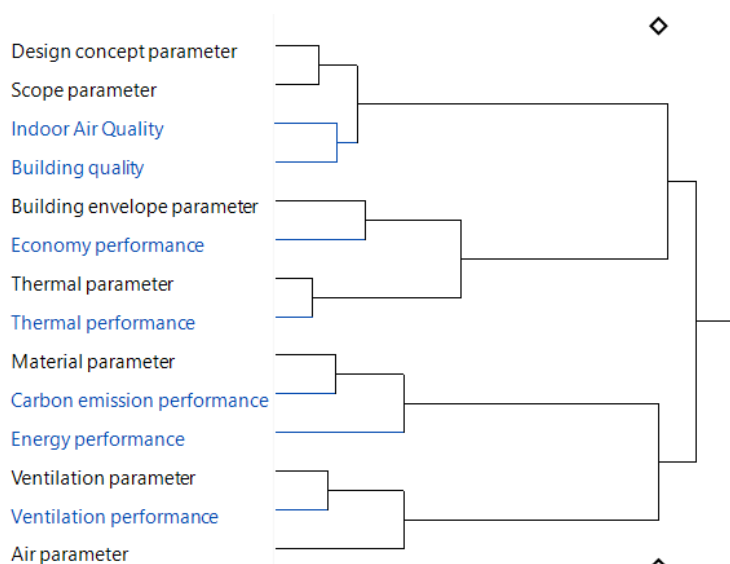 Design concept parameter
Scope parameter
Indoor Air Quality
Building quality
Building envelope parameter
Economy performance
Thermal parameter
Thermal performance
Material parameter
Carbon emission performance
Energy performance
Ventilation parameter
Ventilation performance
Air parameter